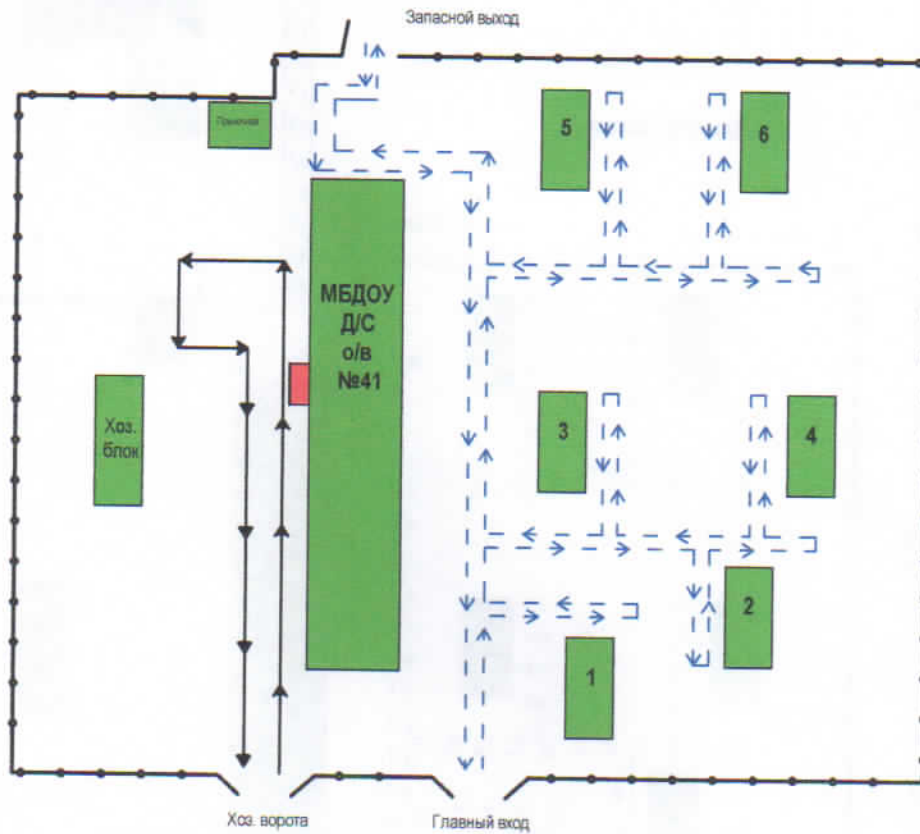 Запасной выход
5
6
МБДОУ
Д/С
о/в
№41
Хоз.
блок
3
4
2
1
Хоз. ворота
Главный вход